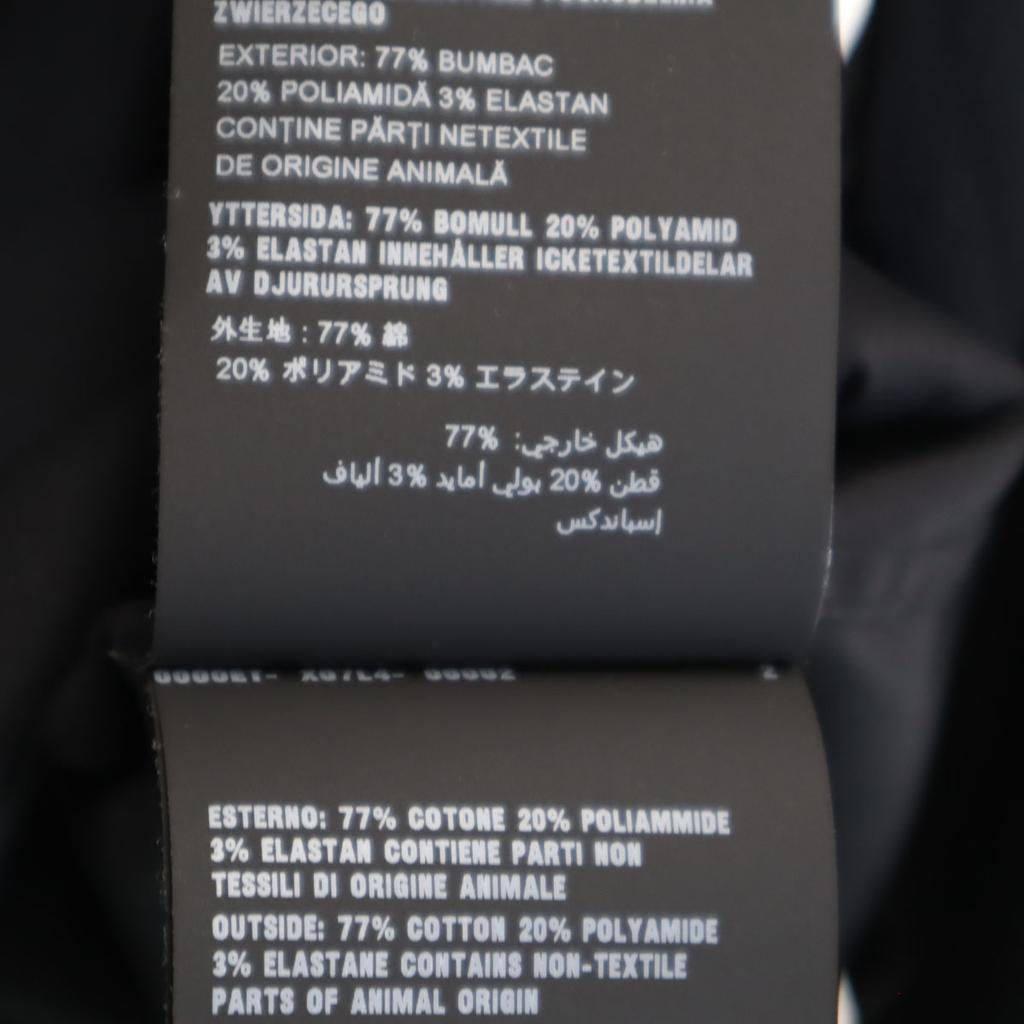 ZWIERZECEGO
EXTERIOR: 77% BUMBAC
20% POLIAMIDĂ 3% ELASTAN
CONȚINE PĂRȚI NETEXTILE
DE ORIGINE ANIMALĂ
YTTERSIDA: 77% BOMULL 20% POLYAMID
3% ELASTAN INNEHÅLLER ICKETEXTILDELAR
AV DJURURSPRUNG
外生地 : 77% 綿
20% ポリアミド 3% エラステイン
هيكل خارجي: 77%
قطن 20% بولي أمايد 3% ألياف
إسباندكس
ESTERNO: 77% COTONE 20% POLIAMMIDE
3% ELASTAN CONTIENE PARTI NON
TESSILI DI ORIGINE ANIMALE
OUTSIDE: 77% COTTON 20% POLYAMIDE
3% ELASTANE CONTAINS NON-TEXTILE
PARTS OF ANIMAL ORIGIN